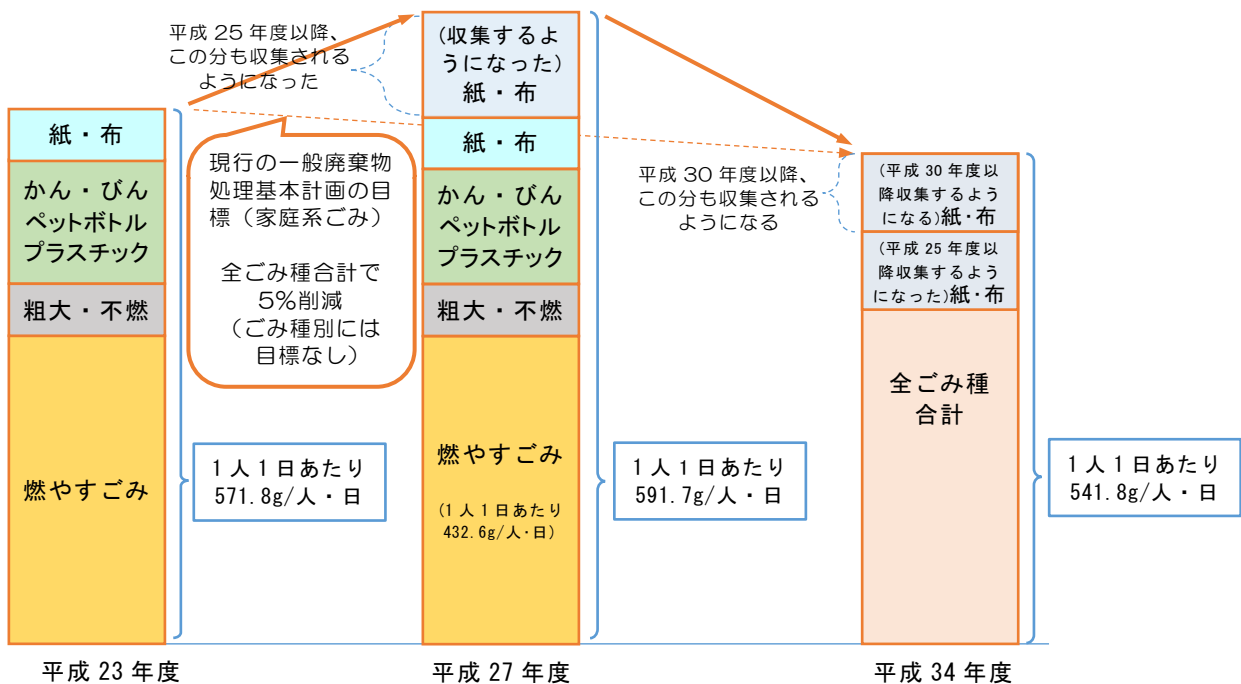 平成 25 年度以降、
この分も収集される
ようになった
紙・布
かん・びん
ペットボトル
プラスチック
粗大・不燃
燃やすごみ
1人1日あたり
571.8g/人・日
平成 23 年度
現行の一般廃棄物
処理基本計画の目
標（家庭系ごみ）
全ごみ種合計で
5%削減
（ごみ種別には
目標なし）
(収集するよ
うになった)
紙・布
紙・布
かん・びん
ペットボトル
プラスチック
粗大・不燃
燃やすごみ
(1人1日あたり
432.6g/人・日)
1人1日あたり
591.7g/人・日
平成 27 年度
平成 30 年度以降、
この分も収集される
ようになる
(平成 30 年度以
降収集するよう
になる)紙・布
(平成 25 年度以
降収集するよう
になった)紙・布
全ごみ種
合計
1人1日あたり
541.8g/人・日
平成 34 年度